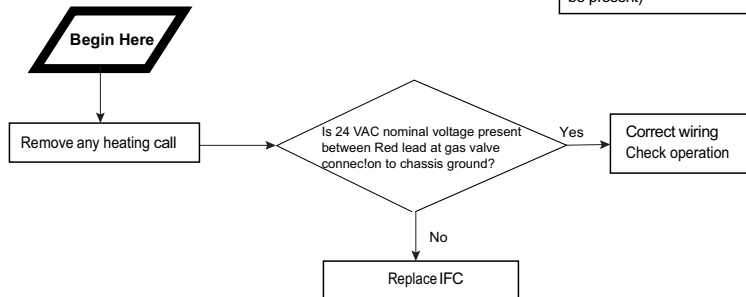 be present)
Begin Here
Remove any heating call
Is 24 VAC nominal voltage present
between Red lead at gas valve
connec!on to chassis ground?
Yes
Correct wiring
Check operation
No
Replace IFC